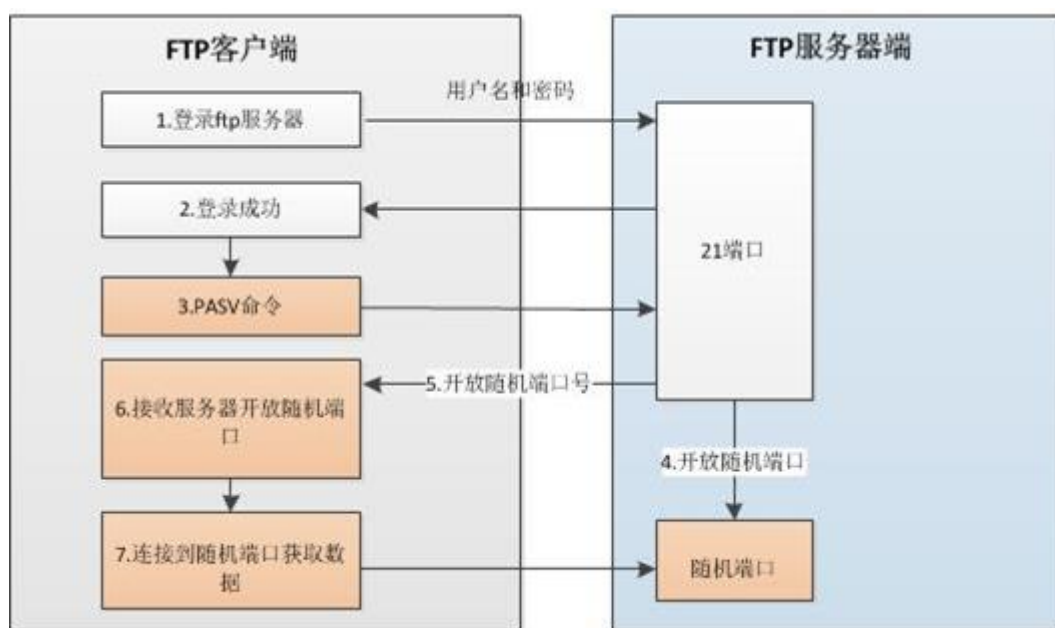 FTP客户端
FTP服务器端
用户名和密码
1.登录ftp服务器
2.登录成功
21端口
3.PASV命令
5.开放随机端口号
6.接收服务器开放随机端
口
4.开放随机端口
7.连接到随机端口获取数
据
随机端口